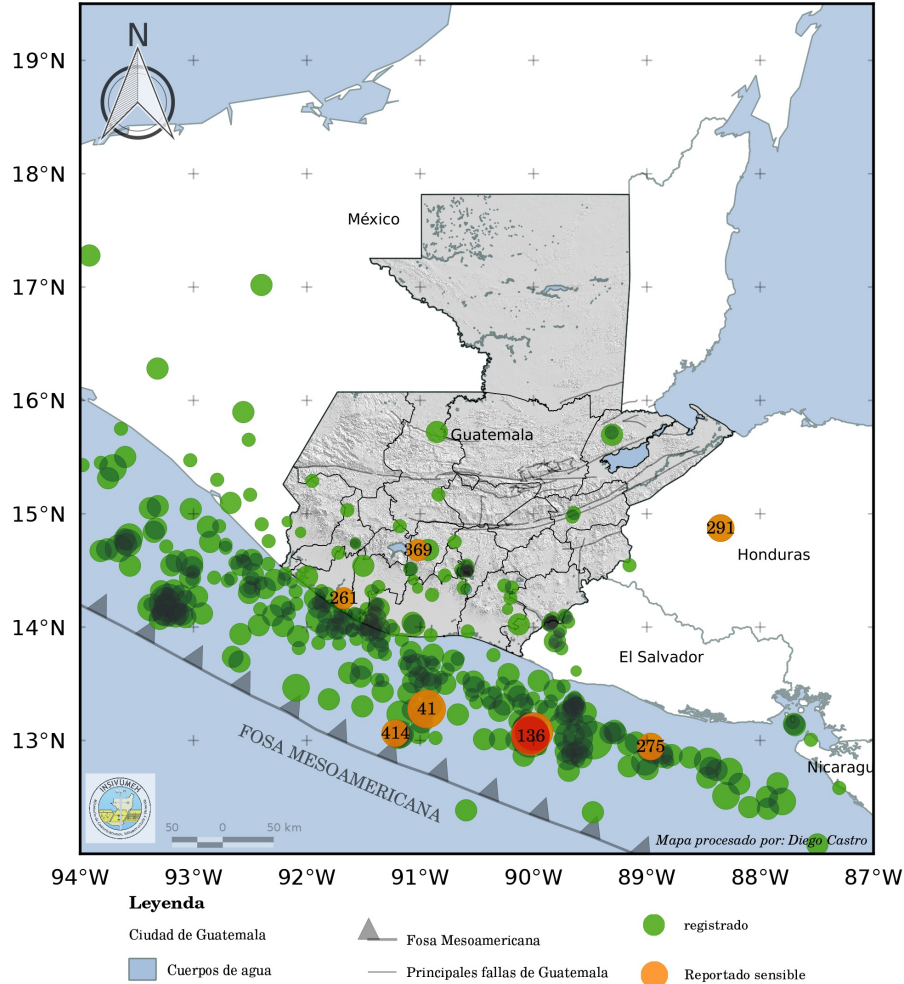 N
19°N
18°N
México
17°N
16°N
Guatemala
15°N
291
369
Honduras
261
14°N
El Salvador
41
414
136
275
13°N
FOSA MESOAMERICANA
Nicaragu
INSIVUMEH
50 0 50 km
Mapa procesado por: Diego Castro
94°W 93°W 92°W 91°W 90°W 89°W 88°W 87°W
Leyenda
Ciudad de Guatemala
Cuerpos de agua
Fosa Mesoamericana
Principales fallas de Guatemala
registrado
Reportado sensible